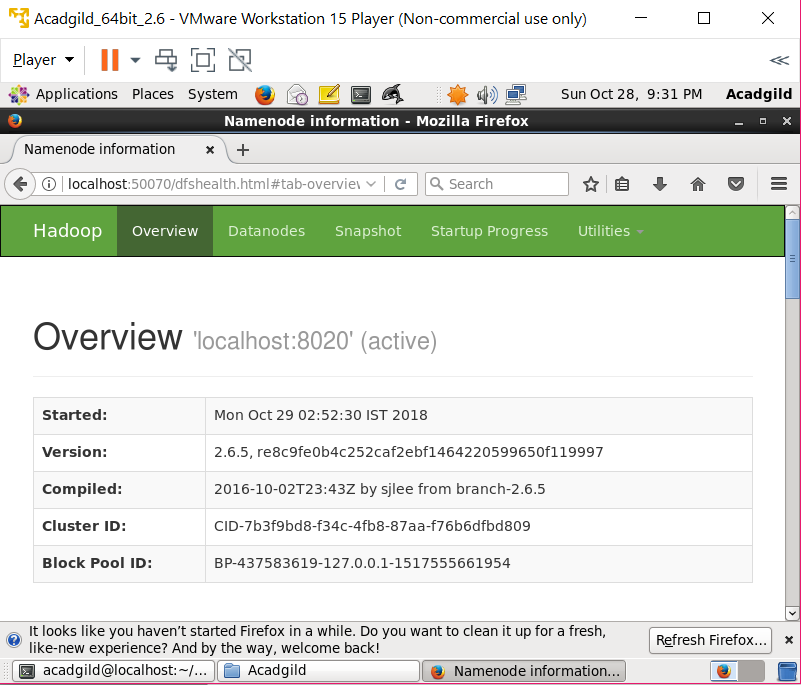 Acadgild_64bit_2.6 - VMware Workstation 15 Player (Non-commercial use only)
Player
Applications Places System Sun Oct 28, 9:31 PM Acadgild
Namenode information - Mozilla Firefox
Namenode information
localhost:50070/dfshealth.html#tab-overview Search
Hadoop Overview Datanodes Snapshot Startup Progress Utilities
Overview 'localhost:8020' (active)
Started: Mon Oct 29 02:52:30 IST 2018
Version: 2.6.5, re8c9fe0b4c252caf2ebf1464220599650f119997
Compiled: 2016-10-02T23:43Z by sjlee from branch-2.6.5
Cluster ID: CID-7b3f9bd8-f34c-4fb8-87aa-f76b6dfbd809
Block Pool ID: BP-437583619-127.0.0.1-1517555661954
It looks like you haven't started Firefox in a while. Do you want to clean it up for a fresh,
like-new experience? And by the way, welcome back!
Refresh Firefox...
acadgild@localhost:~/... Acadgild Namenode information...